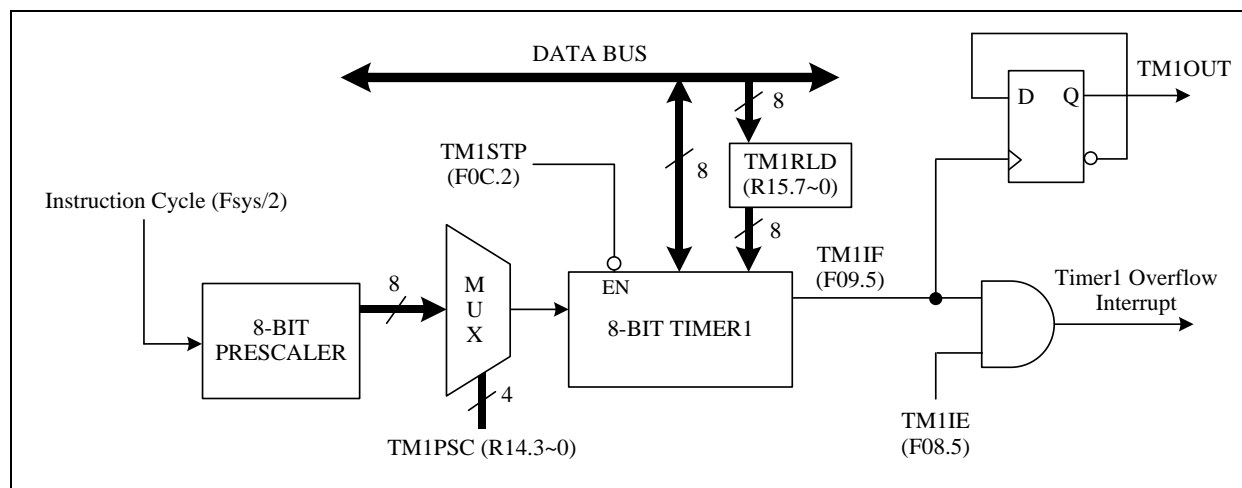 DATA BUS
TM1OUT
D
Q
8
TM1STP
(F0C.2)
8
TM1RLD
(R15.7~0)
Instruction Cycle (Fsys/2)
8
TM1IF
(F09.5)
8
M
U
X
EN
8-BIT
PRESCALER
8-BIT TIMER1
Timer1 Overflow
Interrupt
4
TM1PSC (R14.3~0)
TM1IE
(F08.5)